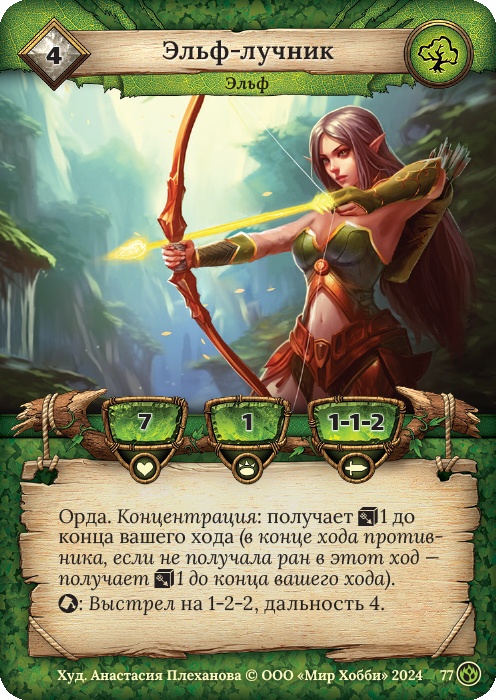 4
Эльф-лучник
Эльф
7
1
1-1-2
Орда. Концентрация: получает 1 до
конца вашего хода (в конце хода против-
ника, если не получала ран в этот ход —
получает 1 до конца вашего хода).
: Выстрел на 1-2-2, дальность 4.
Худ. Анастасия Плеханова © ООО «Мир Хобби» 2024
77